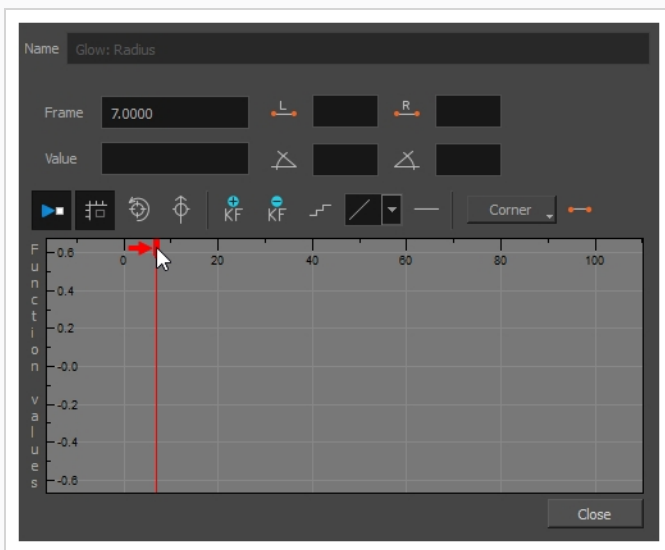 Name Glow: Radius
Frame 7.0000 L R
Value
KF KF Corner
Function values
0.6
0 20 40 60 80 100
0.4
0.2
-0.0
-0.2
-0.4
-0.6
Close